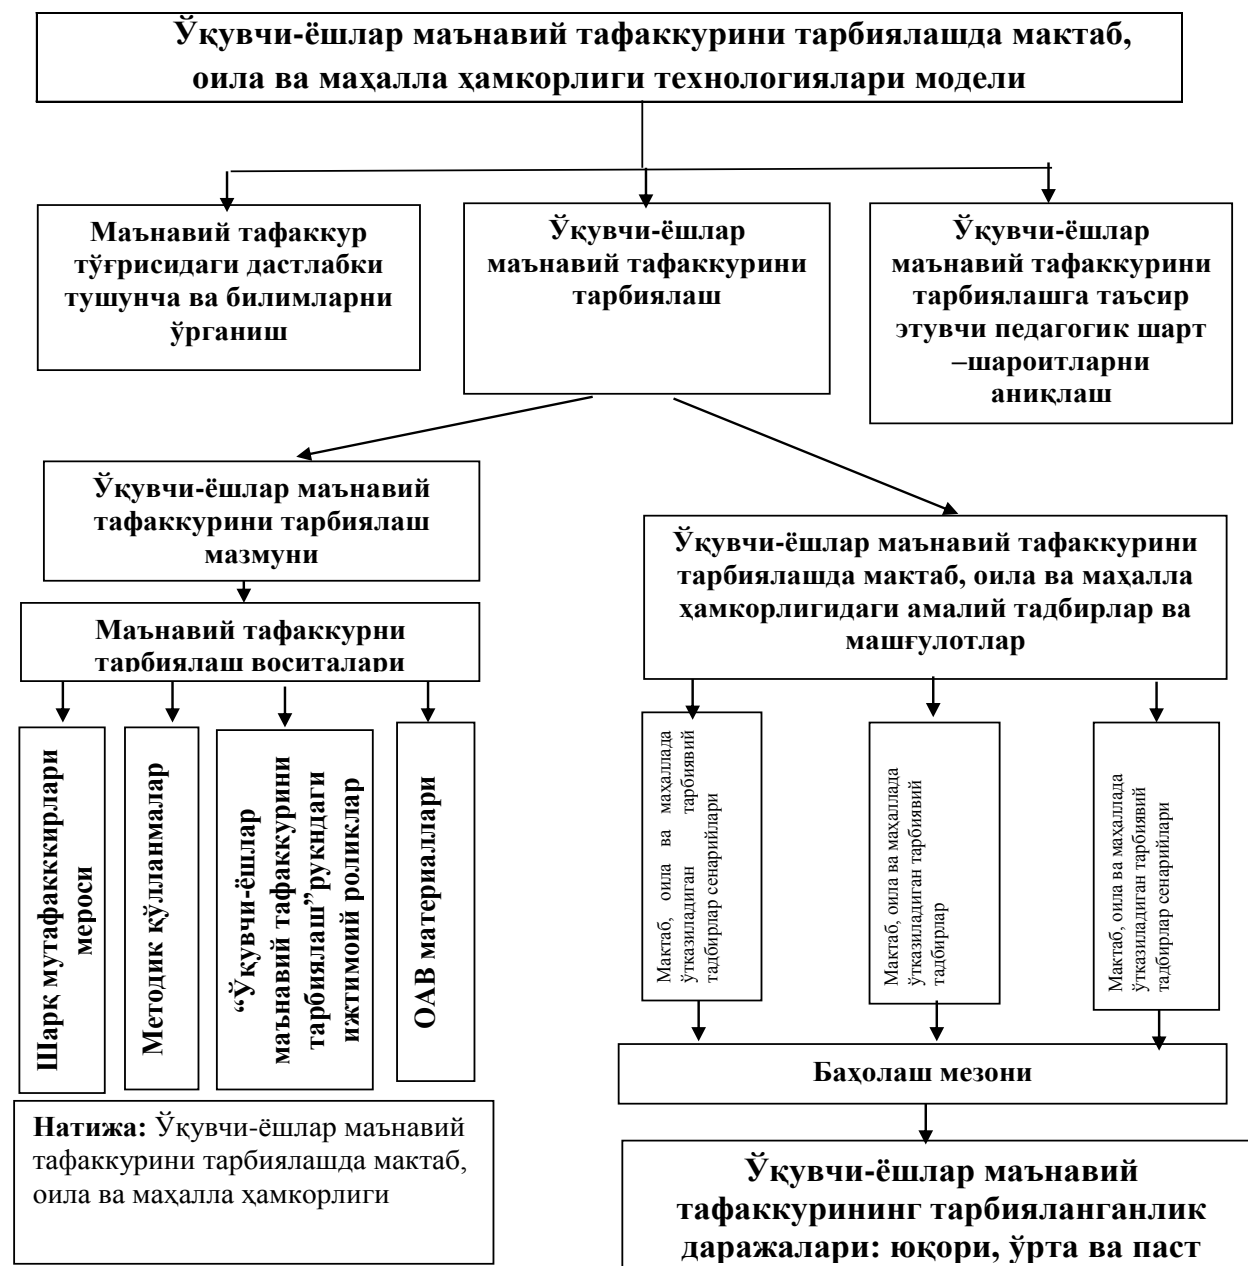 Ўқувчи-ёшлар маънавий тафаккурини тарбиялашда мактаб,
оила ва маҳалла ҳамкорлиги технологиялари модели
Маънавий тафаккур
тўғрисидаги дастлабки
тушунча ва билимларни
ўрганиш
Ўқувчи-ёшлар
маънавий тафаккурини
тарбиялаш
Ўқувчи-ёшлар
маънавий тафаккурини
тарбиялашга таъсир
этувчи педагогик шарт
–шароитларни
аниқлаш
Ўқувчи-ёшлар маънавий
тафаккурини тарбиялаш
мазмуни
Маънавий тафаккурни
тарбиялаш воситалари
Ўқувчи-ёшлар маънавий тафаккурини
тарбиялашда мактаб, оила ва маҳалла
ҳамкорлигидаги амалий тадбирлар ва
машғулотлар
Шарқ мутафакккирлари
мероси
Методик қўлланмалар
“Ўқувчи-ёшлар
маънавий тафаккурини
тарбиялаш”рукндаги
ижтимоий роликлар
ОАВ материаллари
Мактаб, оила ва маҳаллада
ўтказиладиган тарбиявий
тадбирлар сенарийлари
Мактаб, оила ва маҳаллада
ўтказиладиган тарбиявий
тадбирлар
Мактаб, оила ва маҳаллада
ўтказиладиган тарбиявий
тадбирлар сенарийлари
Баҳолаш мезони
Натижа: Ўқувчи-ёшлар маънавий
тафаккурини тарбиялашда мактаб,
оила ва маҳалла ҳамкорлиги
Ўқувчи-ёшлар маънавий
тафаккурининг тарбияланганлик
даражалари: юқори, ўрта ва паст